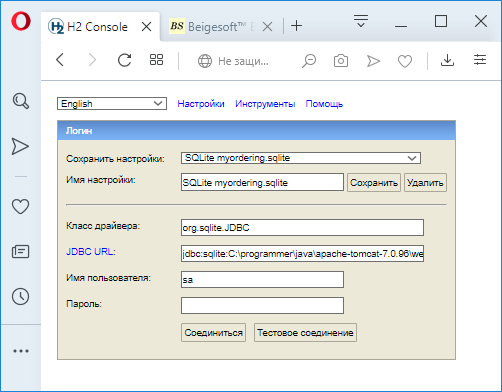 H2 Console
BS Beigesoft™
Не защи...
English Настройки Инструменты Помощь
Логин
Сохранить настройки: SQLite myordering.sqlite
Имя настройки: SQLite myordering.sqlite Сохранить Удалить
Класс драйвера: org.sqlite.JDBC
JDBC URL: jdbc:sqlite:C:\programmer\java\apache-tomcat-7.0.96\we
Имя пользователя: sa
Пароль:
Соединиться Тестовое соединение